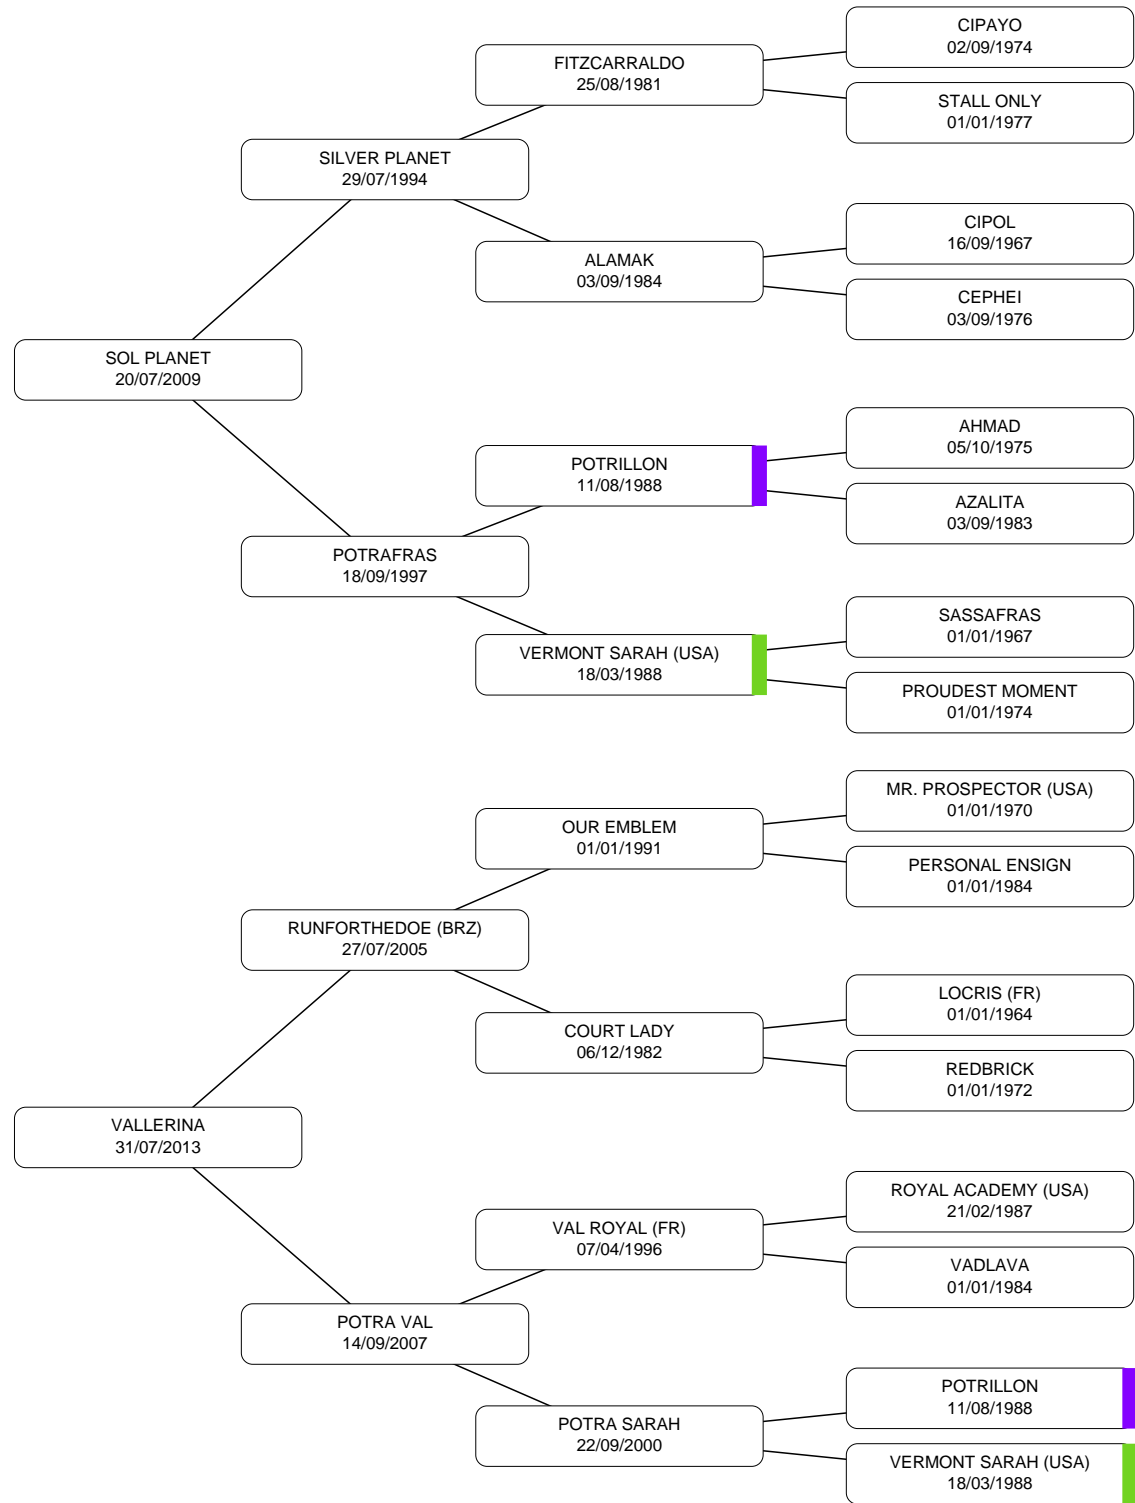 CIPAYO
02/09/1974
FITZCARRALDO
25/08/1981
STALL ONLY
01/01/1977
SILVER PLANET
29/07/1994
CIPOL
16/09/1967
ALAMAK
03/09/1984
CEPHEI
03/09/1976
SOL PLANET
20/07/2009
AHMAD
05/10/1975
POTRILLON
11/08/1988
AZALITA
03/09/1983
POTRAFRAS
18/09/1997
SASSAFRAS
01/01/1967
VERMONT SARAH (USA)
18/03/1988
PROUDEST MOMENT
01/01/1974
MR. PROSPECTOR (USA)
01/01/1970
OUR EMBLEM
01/01/1991
PERSONAL ENSIGN
01/01/1984
RUNFORTHEDOE (BRZ)
27/07/2005
LOCRIS (FR)
01/01/1964
COURT LADY
06/12/1982
REDBRICK
01/01/1972
VALLERINA
31/07/2013
ROYAL ACADEMY (USA)
21/02/1987
VAL ROYAL (FR)
07/04/1996
VADLAVA
01/01/1984
POTRA VAL
14/09/2007
POTRILLON
11/08/1988
POTRA SARAH
22/09/2000
VERMONT SARAH (USA)
18/03/1988